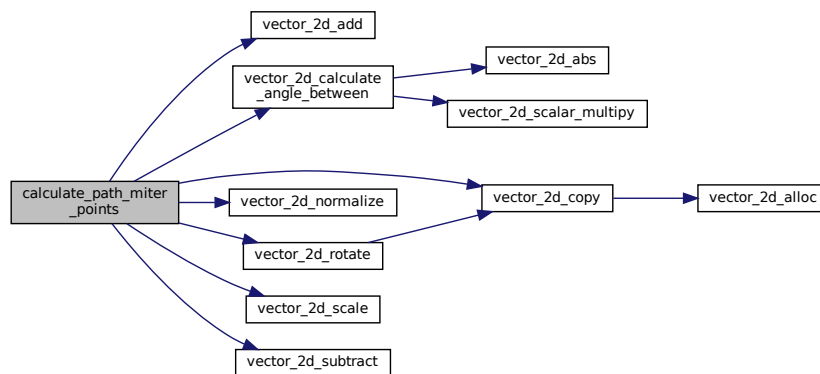 vector_2d_add
vector_2d_calculate
_angle_between
vector_2d_abs
vector_2d_scalar_multipy
calculate_path_miter
_points
vector_2d_normalize
vector_2d_copy
vector_2d_alloc
vector_2d_rotate
vector_2d_scale
vector_2d_subtract